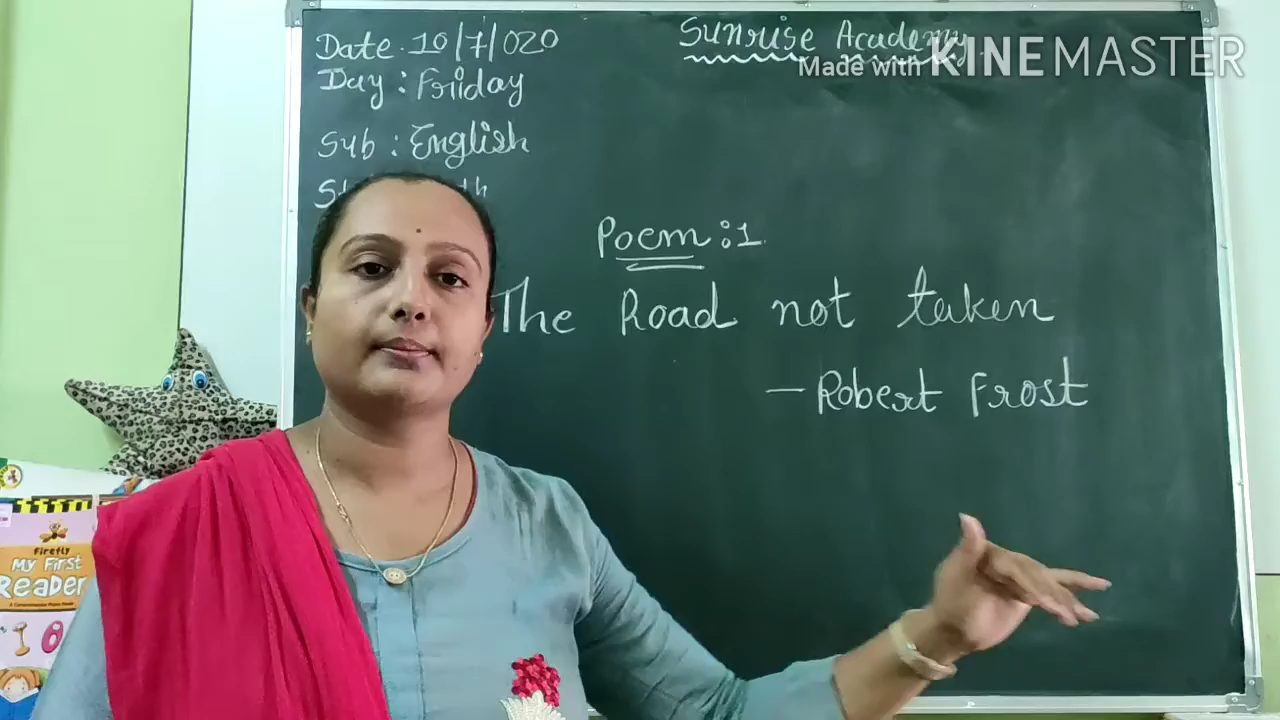 Date. 10/7/020
Sunrise Academy
Made with KINEMASTER
Day : Friday
Sub : English
Poem :1
The Road not taken
– Robert Frost
Firefly
My First
Reader